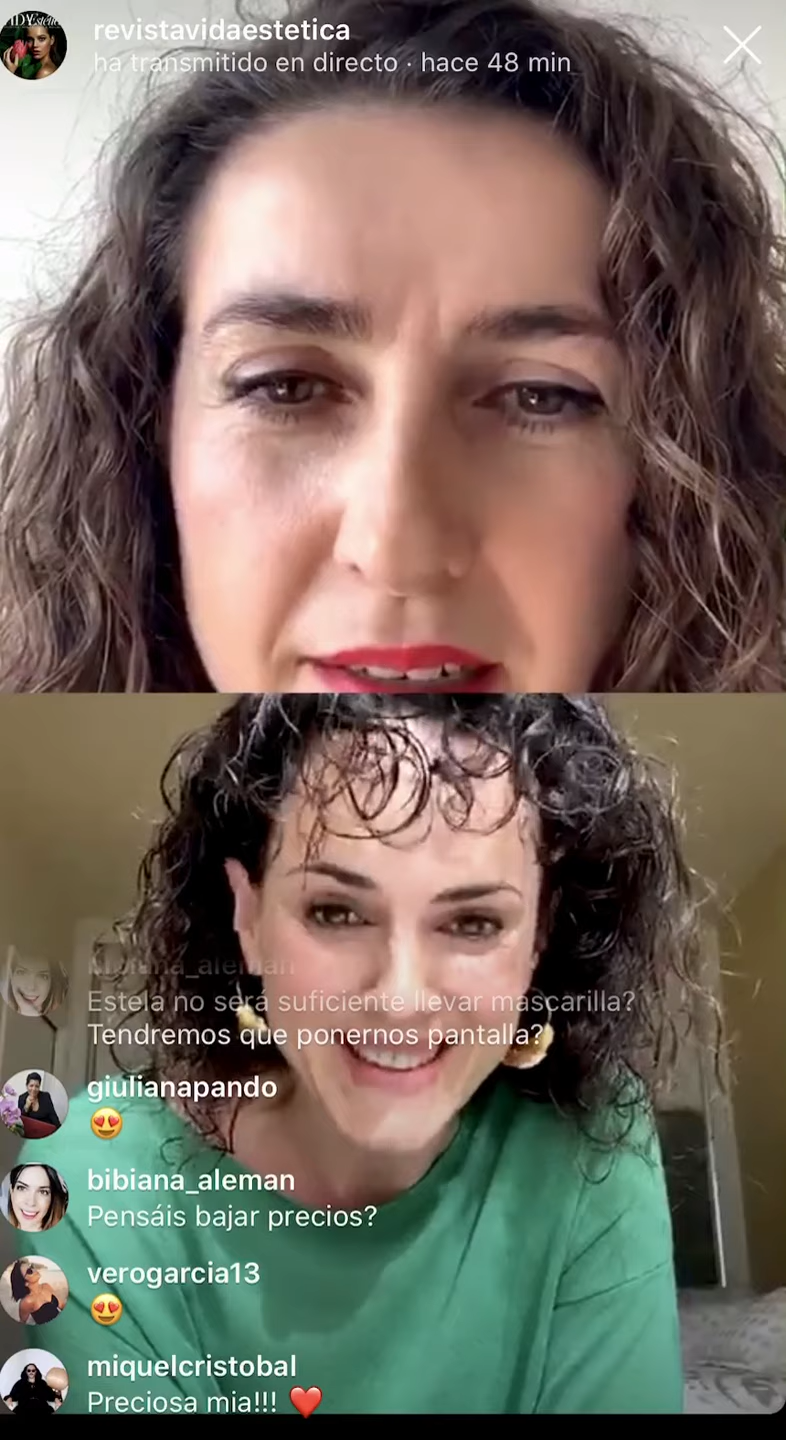 revistavidaestetica
ha transmitido en directo · hace 48 min
bibiana_aleman
Estela no será suficiente llevar mascarilla?
Tendremos que ponernos pantalla?
giulianapando
😍
bibiana_aleman
Pensáis bajar precios?
verogarcia13
😍
miquelcristobal
Preciosa mia!!! ❤️